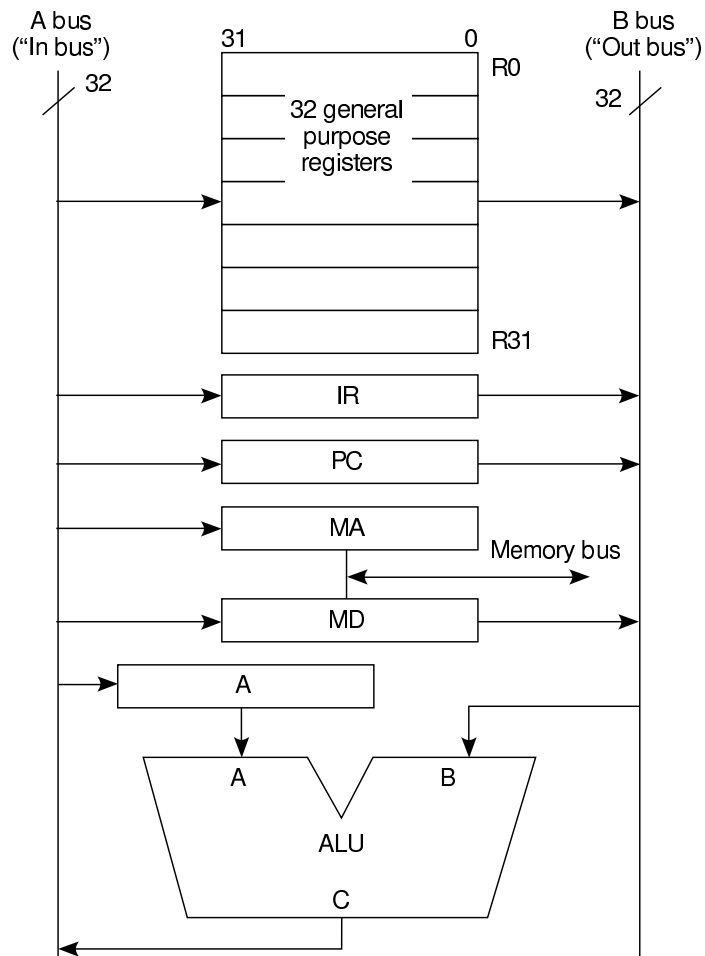 A bus
(“In bus”)
32
31
0
R0
32 general
purpose
registers
R31
B bus
(“Out bus”)
32
IR
PC
MA
Memory bus
MD
A
A
B
ALU
C